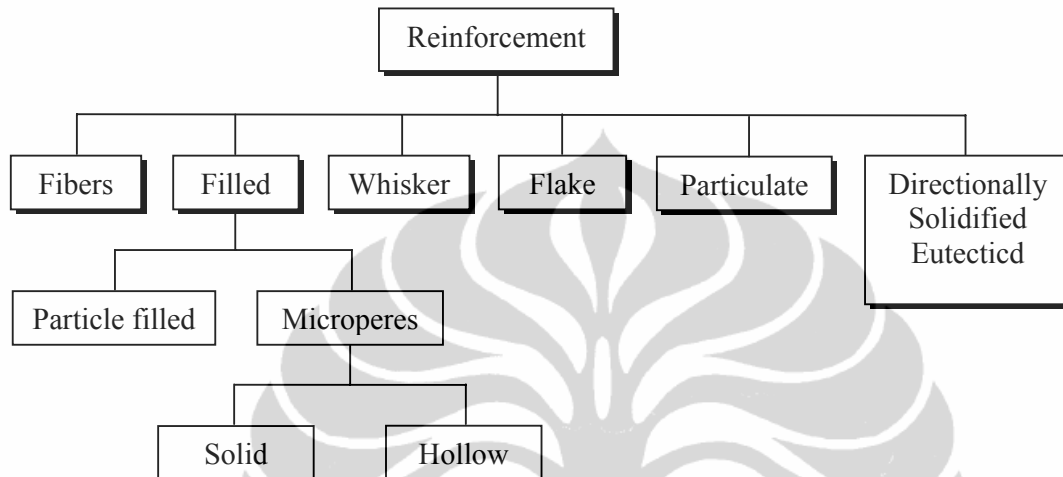 Reinforcement
Fibers
Filled
Whisker
Flake
Particulate
Directionally
Solidified
Eutecticd
Particle filled
Microperes
Solid
Hollow